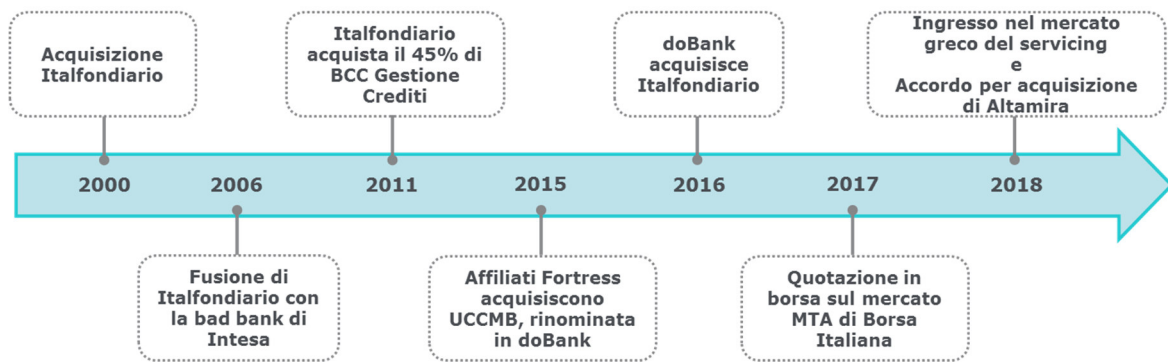 Acquisizione
Italfondiario
Italfondiario
acquista il 45% di
BCC Gestione
Crediti
doBank
acquisisce
Italfondiario
Ingresso nel mercato
greco del servicing
e
Accordo per acquisizione
di Altamira
2000
2006
2011
2015
2016
2017
2018
Fusione di
Italfondiario con
la bad bank di
Intesa
Affiliati Fortress
acquisiscono
UCCMB, rinominata
in doBank
Quotazione in
borsa sul mercato
MTA di Borsa
Italiana